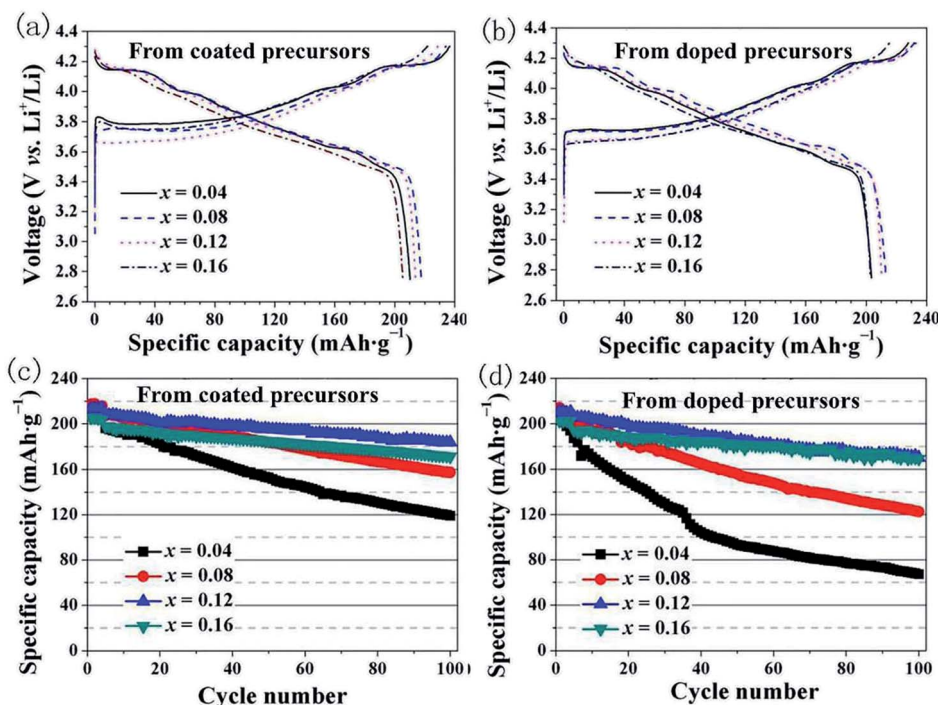 (a)
From coated precursors
4.4
4.2
4.0
3.8
3.6
3.4
3.2
3.0
2.8
2.6
Voltage (V vs. Li⁺/Li)
x = 0.04
x = 0.08
x = 0.12
x = 0.16
0 40 80 120 160 200 240
Specific capacity (mAh·g⁻¹)
(b)
From doped precursors
4.4
4.2
4.0
3.8
3.6
3.4
3.2
3.0
2.8
2.6
Voltage (V vs. Li⁺/Li)
x = 0.04
x = 0.08
x = 0.12
x = 0.16
0 40 80 120 160 200 240
Specific capacity (mAh·g⁻¹)
(c)
From coated precursors
240
200
160
120
80
40
0
Specific capacity (mAh·g⁻¹)
x = 0.04
x = 0.08
x = 0.12
x = 0.16
0 20 40 60 80 100
Cycle number
(d)
From doped precursors
240
200
160
120
80
40
0
Specific capacity (mAh·g⁻¹)
x = 0.04
x = 0.08
x = 0.12
x = 0.16
0 20 40 60 80 100
Cycle number